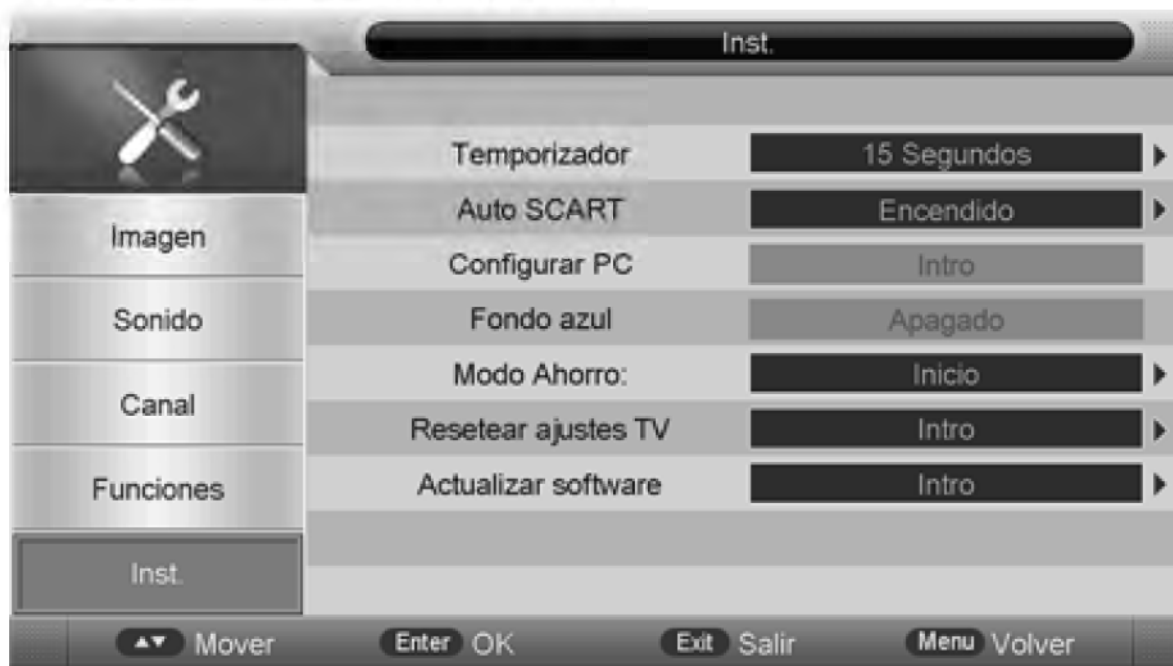 Inst.
Temporizador 15 Segundos
Auto SCART Encendido
Configurar PC Intro
Fondo azul Apagado
Modo Ahorro: Inicio
Resetear ajustes TV Intro
Actualizar software Intro
Imagen
Sonido
Canal
Funciones
Inst.
Mover Enter OK Exit Salir Menu Volver